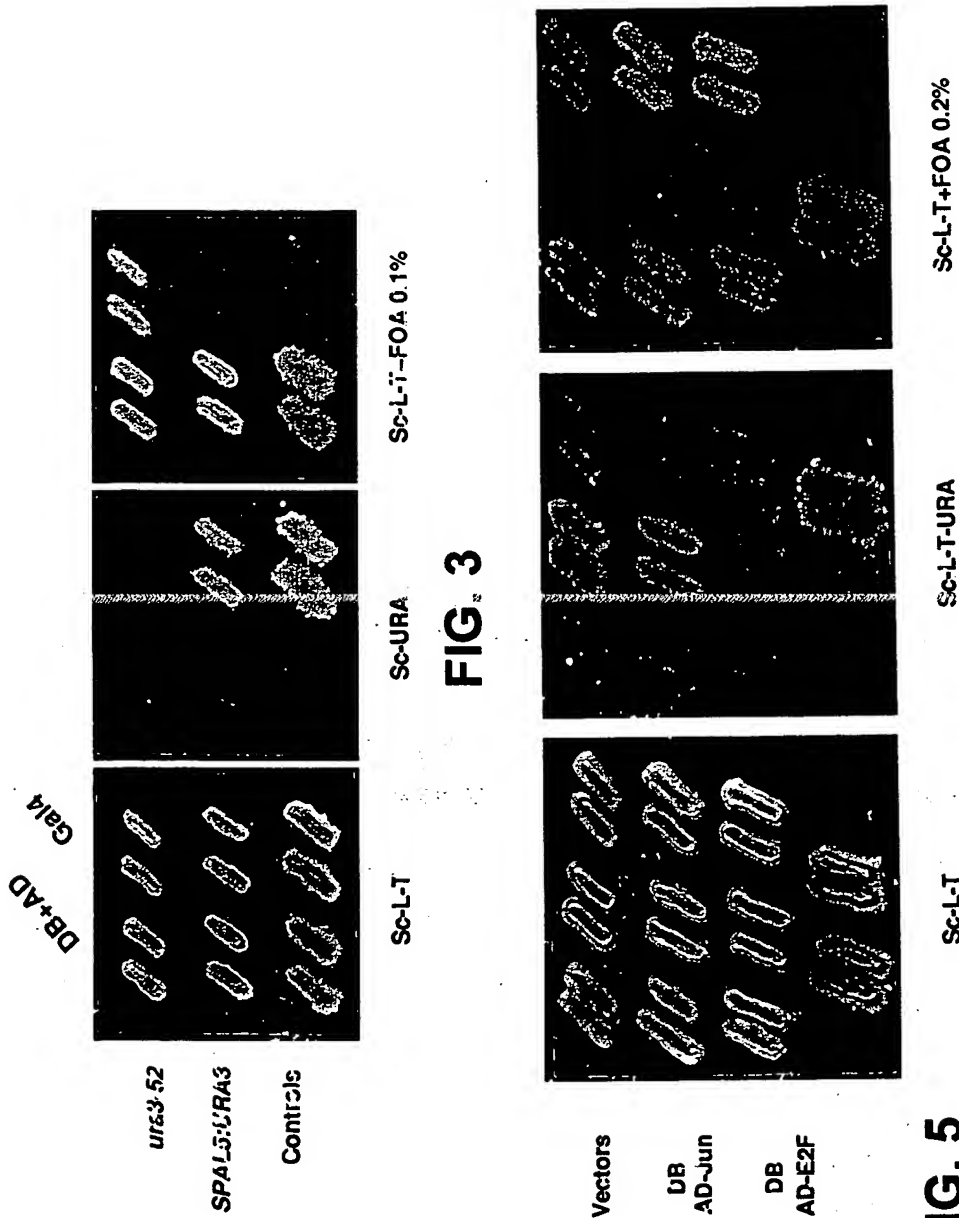 DB+AD Gal4
ura3-52
SPAL5:URA3
Controls
Sc-L-T Sc-URA Sc-L-T-FOA 0.1%
FIG. 3
Vectors
DB
AD-Jun
DB
AD-E2F
Sc-L-T Sc-L-T-URA Sc-L-T+FOA 0.2%
IG. 5